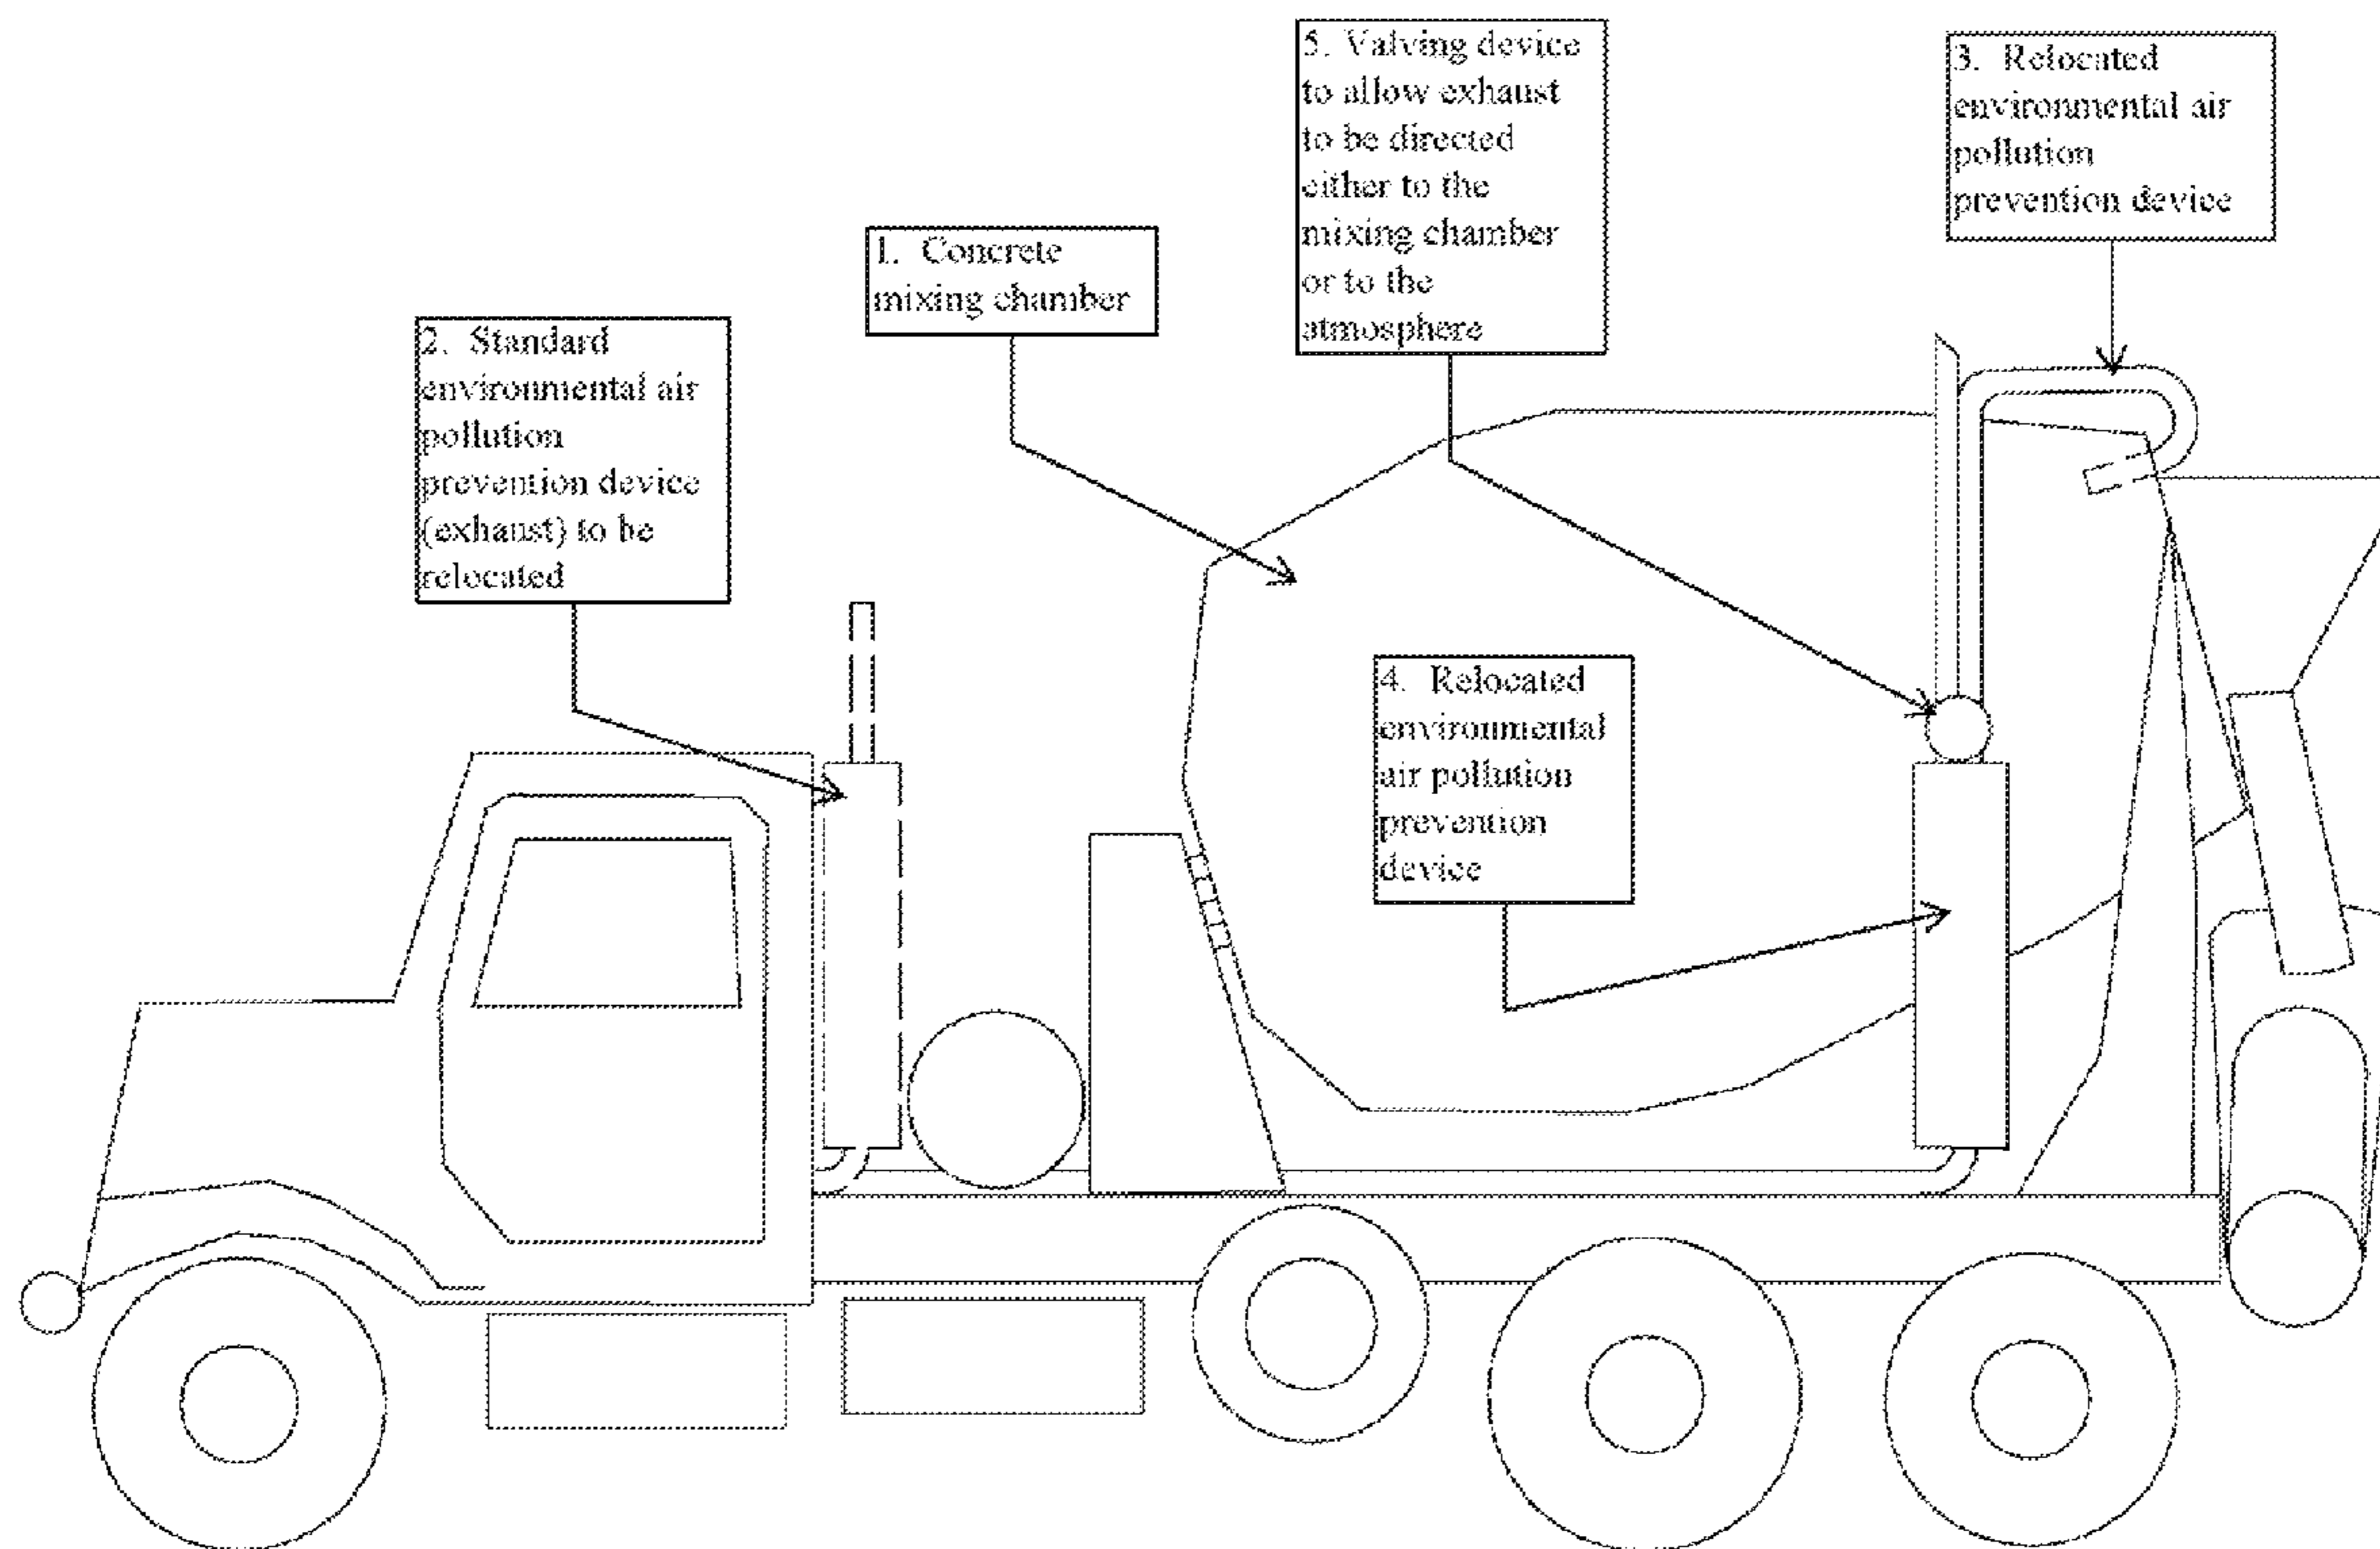 5. Valving device
to allow exhaust
to be directed
either to the
mixing chamber
or to the
atmosphere
3. Relocated
environmental air
pollution
prevention device
1. Concrete
mixing chamber
2. Standard
environmental air
pollution
prevention device
(exhaust) to be
relocated
4. Relocated
environmental
air pollution
prevention
device